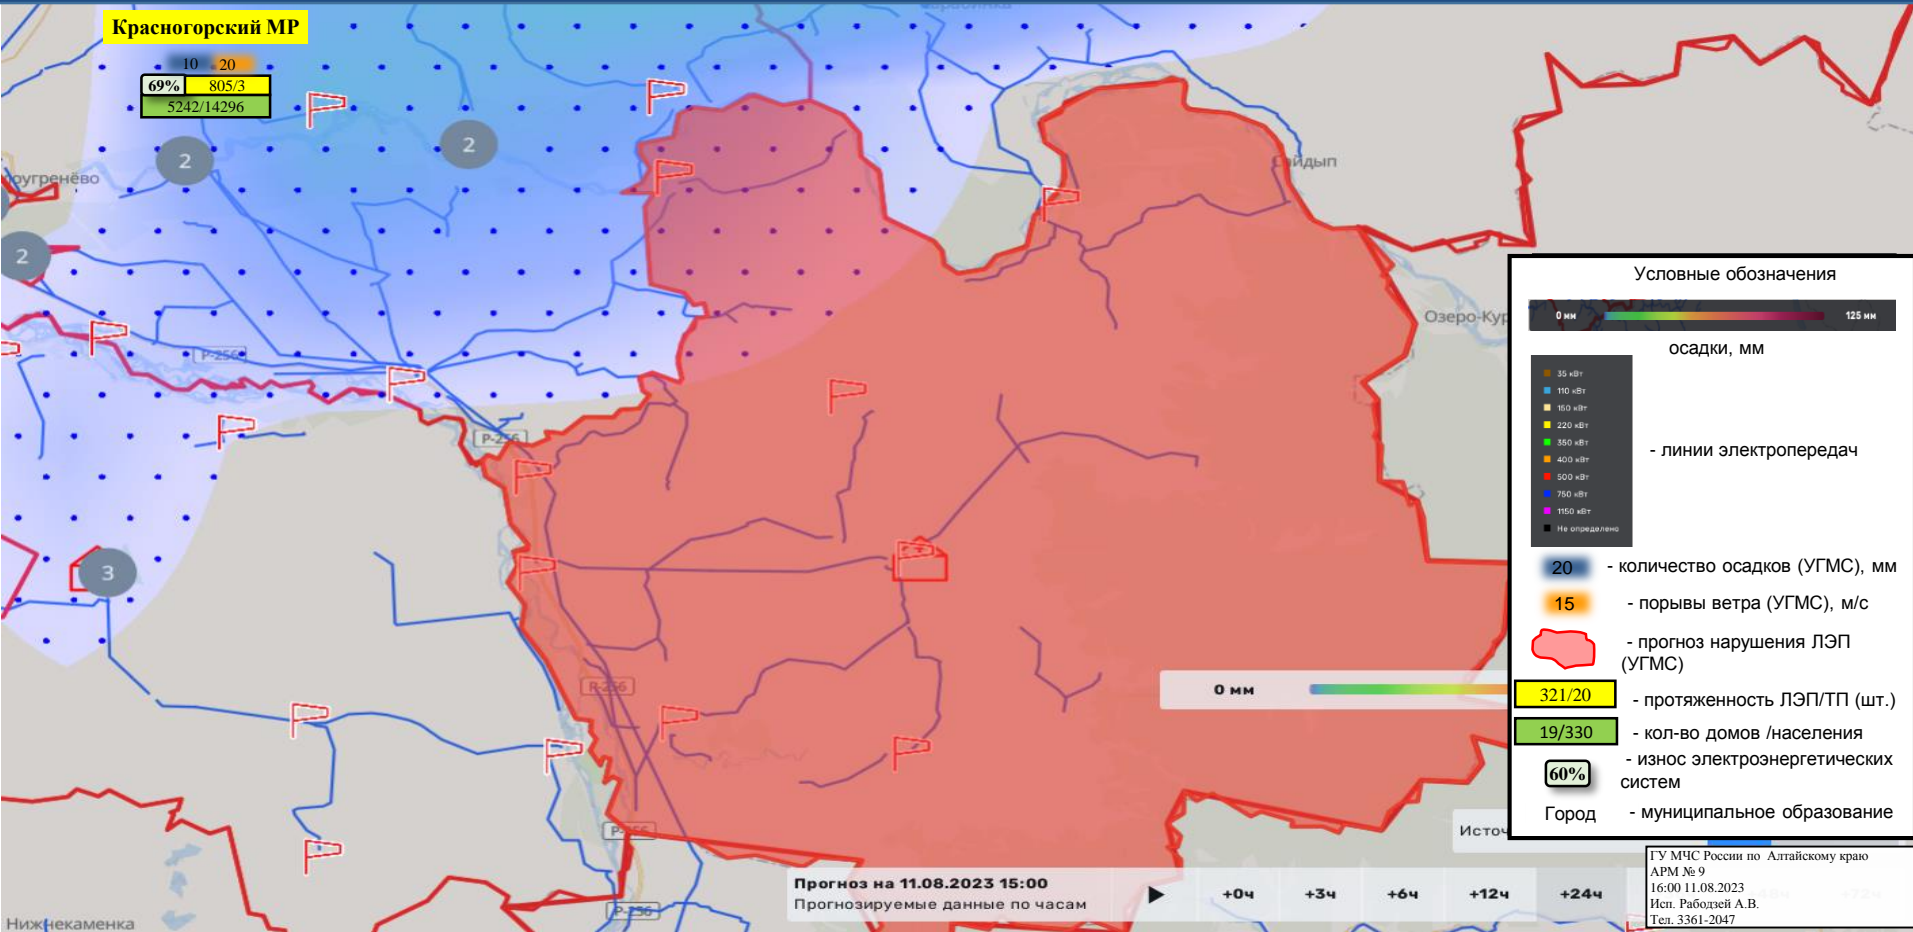 Красногорский МР
10 20
69% 805/3
5242/14296
2
2
2
3
Сойдып
Озеро-Кур
Р-256
Р-256
R-256
Р-256
Р-256
Нижнекаменка
0 мм
Источ
Прогноз на 11.08.2023 15:00
Прогнозируемые данные по часам
+0ч +3ч +6ч +12ч +24ч
Условные обозначения
0 мм 125 мм
осадки, мм
35 кВт
110 кВт
150 кВт
220 кВт
350 кВт
400 кВт
500 кВт
750 кВт
1150 кВт
Не определено
- линии электропередач
20 - количество осадков (УГМС), мм
15 - порывы ветра (УГМС), м/с
- прогноз нарушения ЛЭП
(УГМС)
321/20 - протяженность ЛЭП/ТП (шт.)
19/330 - кол-во домов /населения
60% - износ электроэнергетических
систем
Город - муниципальное образование
ГУ МЧС России по Алтайскому краю
АРМ № 9
16:00 11.08.2023
Исп. Рабодзей А.В.
Тел. 3361-2047